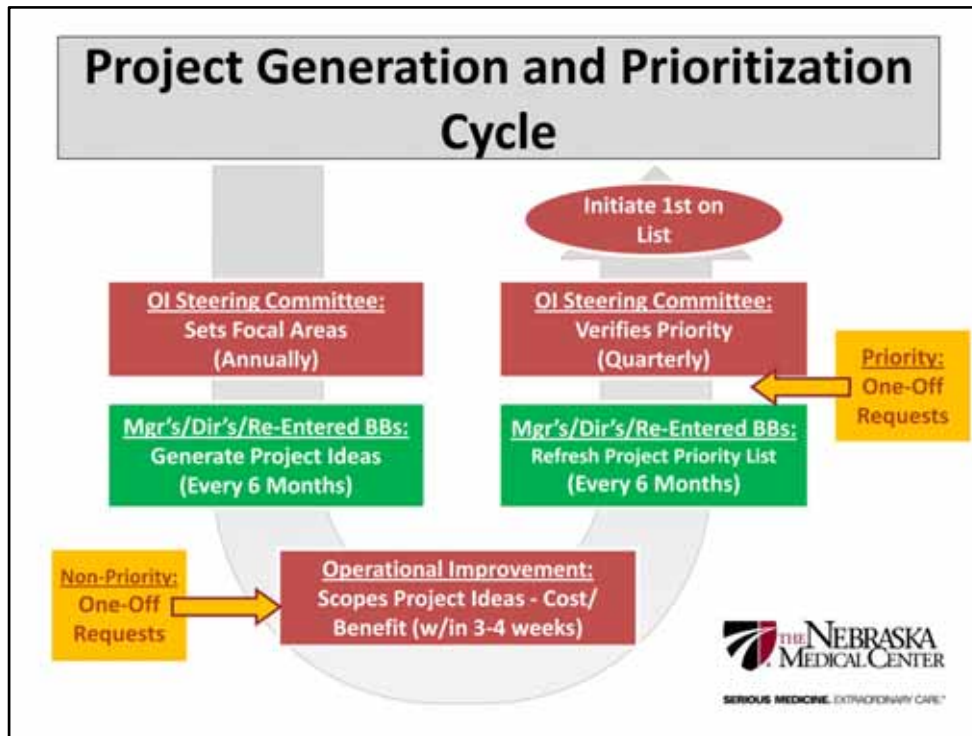 Project Generation and Prioritization
Cycle
OI Steering Committee:
Sets Focal Areas
(Annually)
Mgr's/Dir's/Re-Entered BBs:
Generate Project Ideas
(Every 6 Months)
Non-Priority:
One-Off
Requests
Operational Improvement:
Scopes Project Ideas - Cost/
Benefit (w/in 3-4 weeks)
Mgr's/Dir's/Re-Entered BBs:
Refresh Project Priority List
(Every 6 Months)
Priority:
One-Off
Requests
OI Steering Committee:
Verifies Priority
(Quarterly)
Initiate 1st on
List
THE NEBRASKA
MEDICAL CENTER
SERIOUS MEDICINE. EXTRAORDINARY CARE.